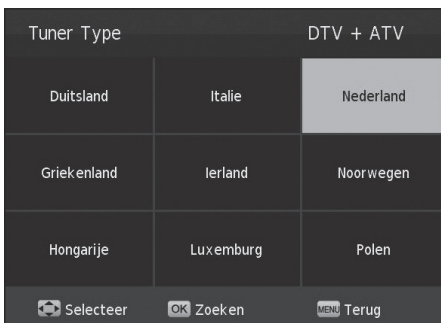 Tuner Type DTV + ATV
Duitsland Italie Nederland
Griekenland Ierland Noorwegen
Hongarije Luxemburg Polen
Selecteer OK Zoeken MENU Terug